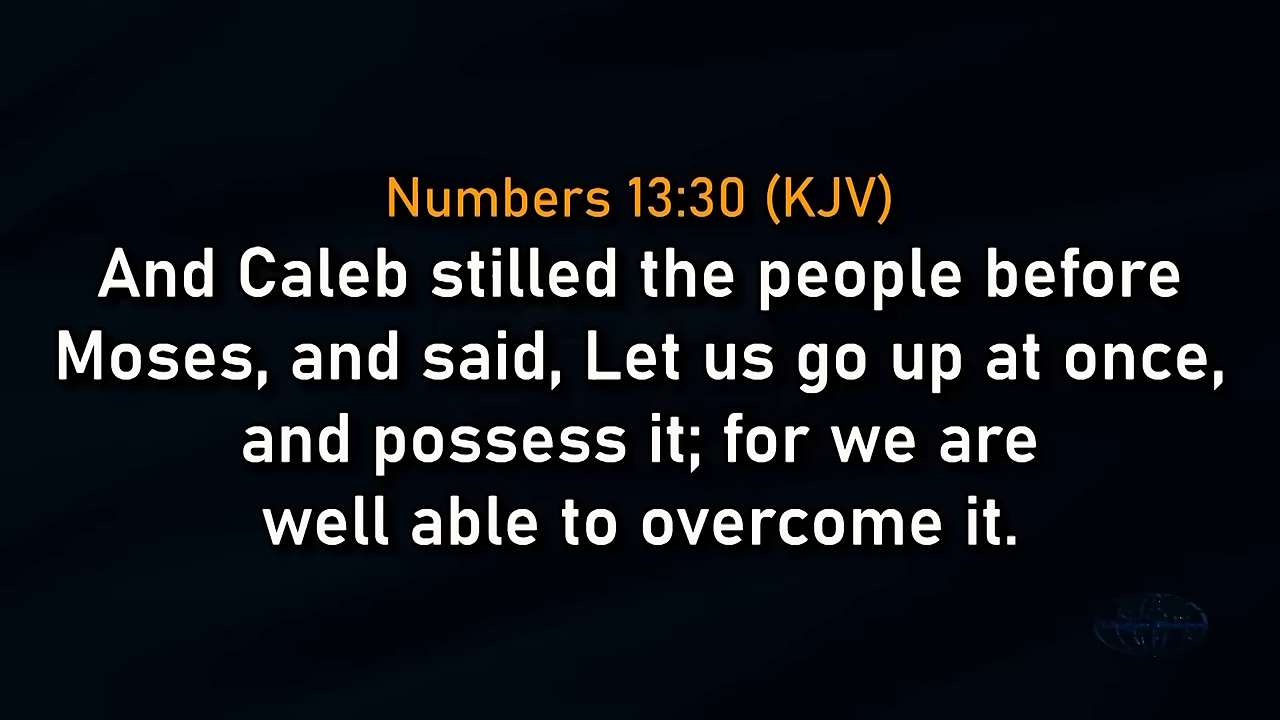 Numbers 13:30 (KJV)
And Caleb stilled the people before
Moses, and said, Let us go up at once,
and possess it; for we are
well able to overcome it.